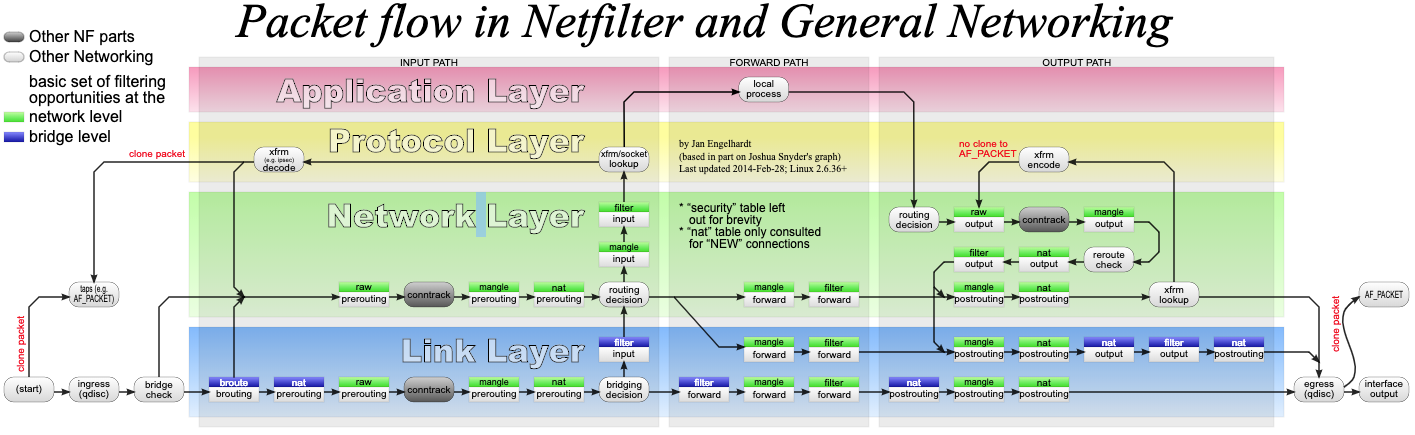 Packet flow in Netfilter and General Networking
Other NF parts
Other Networking
basic set of filtering
opportunities at the
network level
bridge level
INPUT PATH
FORWARD PATH
OUTPUT PATH
Application Layer
local
process
Protocol Layer
clone packet
xfrm
(e.g. ipsec)
decode
xfrm/socket
lookup
by Jan Engelhardt
(based in part on Joshua Snyder's graph)
Last updated 2014-Feb-28; Linux 2.6.36+
no clone to
AF_PACKET
xfrm
encode
Network Layer
filter
input
mangle
input
* “security” table left
out for brevity
* “nat” table only consulted
for “NEW” connections
routing
decision
raw
output
conntrack
mangle
output
filter
output
nat
output
reroute
check
taps (e.g.
AF_PACKET)
raw
prerouting
conntrack
mangle
prerouting
nat
prerouting
routing
decision
mangle
forward
filter
forward
mangle
postrouting
nat
postrouting
xfrm
lookup
AF_PACKET
clone packet
clone packet
Link Layer
filter
input
mangle
forward
filter
forward
mangle
postrouting
nat
postrouting
nat
output
filter
output
nat
postrouting
(start)
ingress
(qdisc)
bridge
check
broute
brouting
nat
prerouting
raw
prerouting
conntrack
mangle
prerouting
nat
prerouting
bridging
decision
filter
forward
mangle
forward
filter
forward
nat
postrouting
mangle
postrouting
nat
postrouting
egress
(qdisc)
interface
output